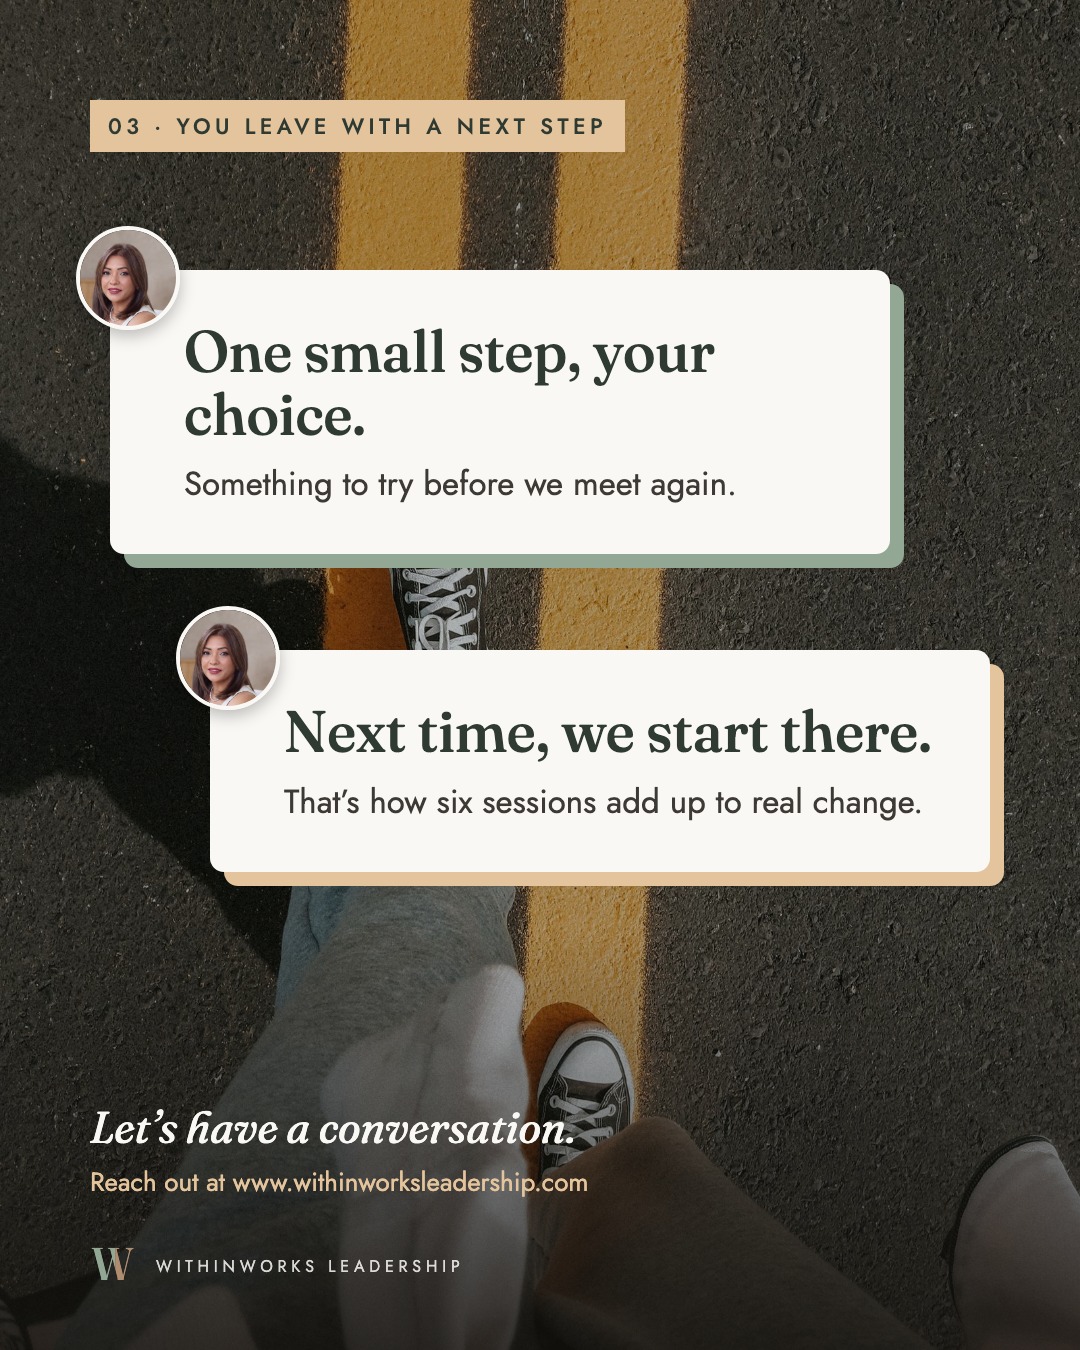 03 · YOU LEAVE WITH A NEXT STEP
One small step, your
choice.
Something to try before we meet again.
Next time, we start there.
That’s how six sessions add up to real change.
Let’s have a conversation.
Reach out at www.withinworksleadership.com
W WITHINWORKS LEADERSHIP